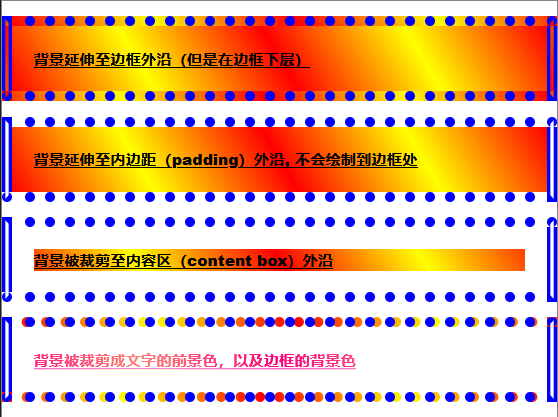 背景延伸至边框外沿（但是在边框下层）
背景延伸至内边距（padding）外沿, 不会绘制到边框处
背景被裁剪至内容区（content box）外沿
背景被裁剪成文字的前景色，以及边框的背景色